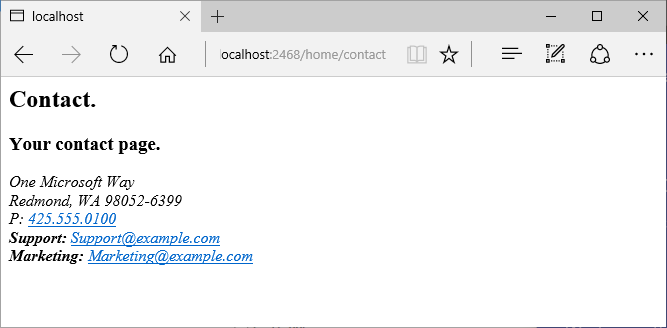 localhost
localhost:2468/home/contact
Contact.
Your contact page.
One Microsoft Way
Redmond, WA 98052-6399
P: 425.555.0100
Support: Support@example.com
Marketing: Marketing@example.com